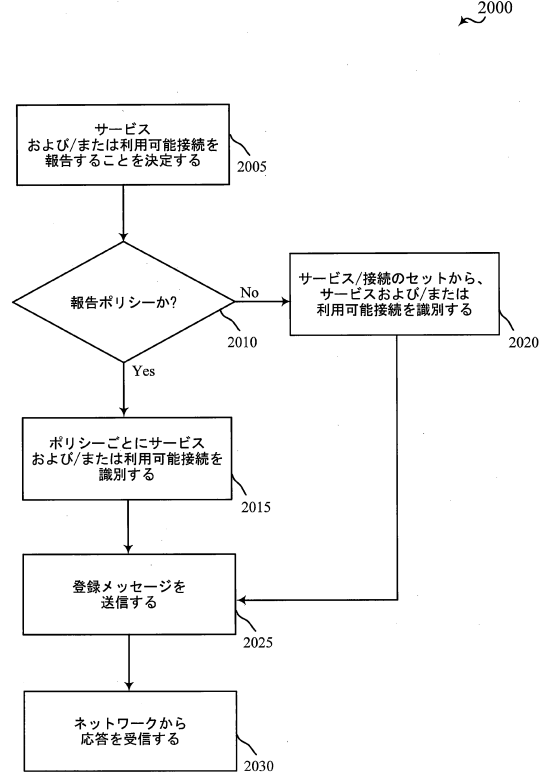 2000
サービス
および/または利用可能接続を
報告することを決定する
2005
報告ポリシーか?
No
2010
サービス/接続のセットから、
サービスおよび/または
利用可能接続を識別する
2020
Yes
ポリシーごとにサービス
および/または利用可能接続を
識別する
2015
登録メッセージを
送信する
2025
ネットワークから
応答を受信する
2030